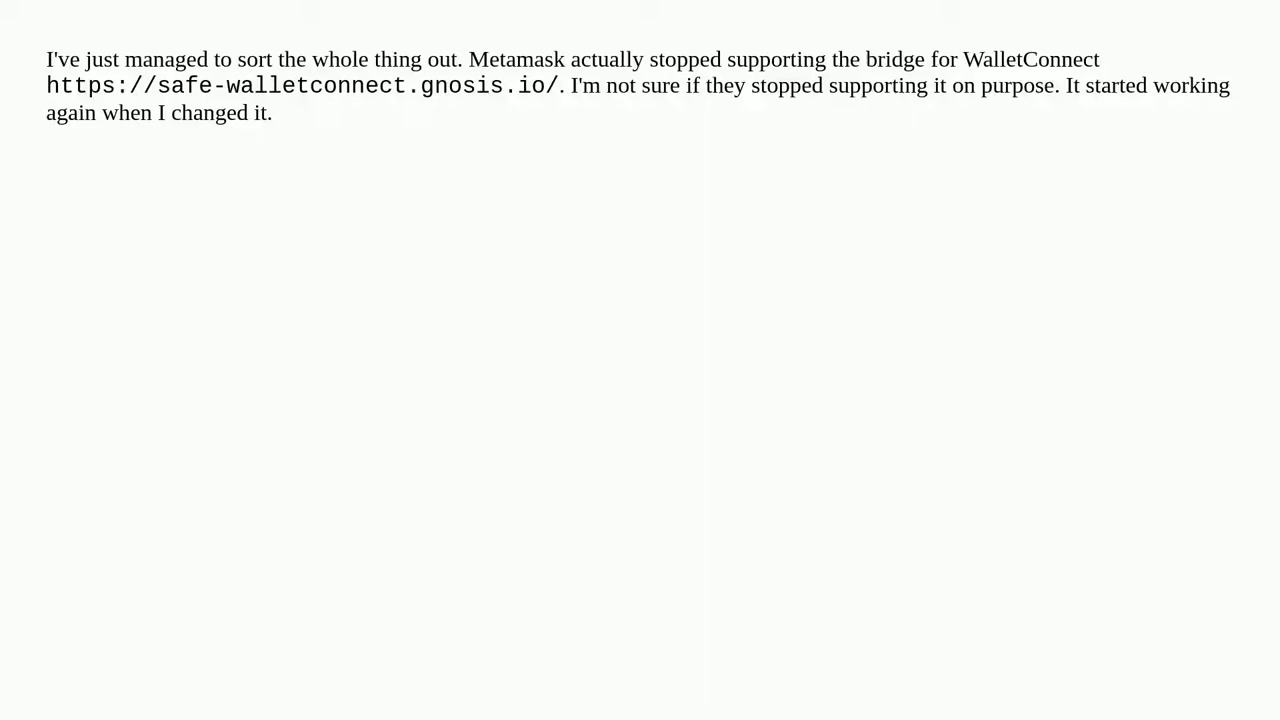 I've just managed to sort the whole thing out. Metamask actually stopped supporting the bridge for WalletConnect
https://safe-walletconnect.gnosis.io/. I'm not sure if they stopped supporting it on purpose. It started working
again when I changed it.